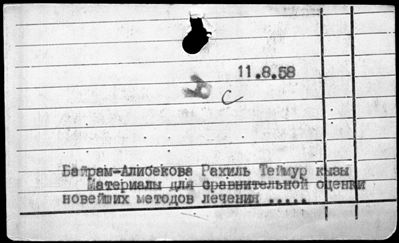 11.8.58
с
Байрам-Алибекова Рахиль Теймур кызы
Материалы для сравнительной оценки
новейших методов лечения .....